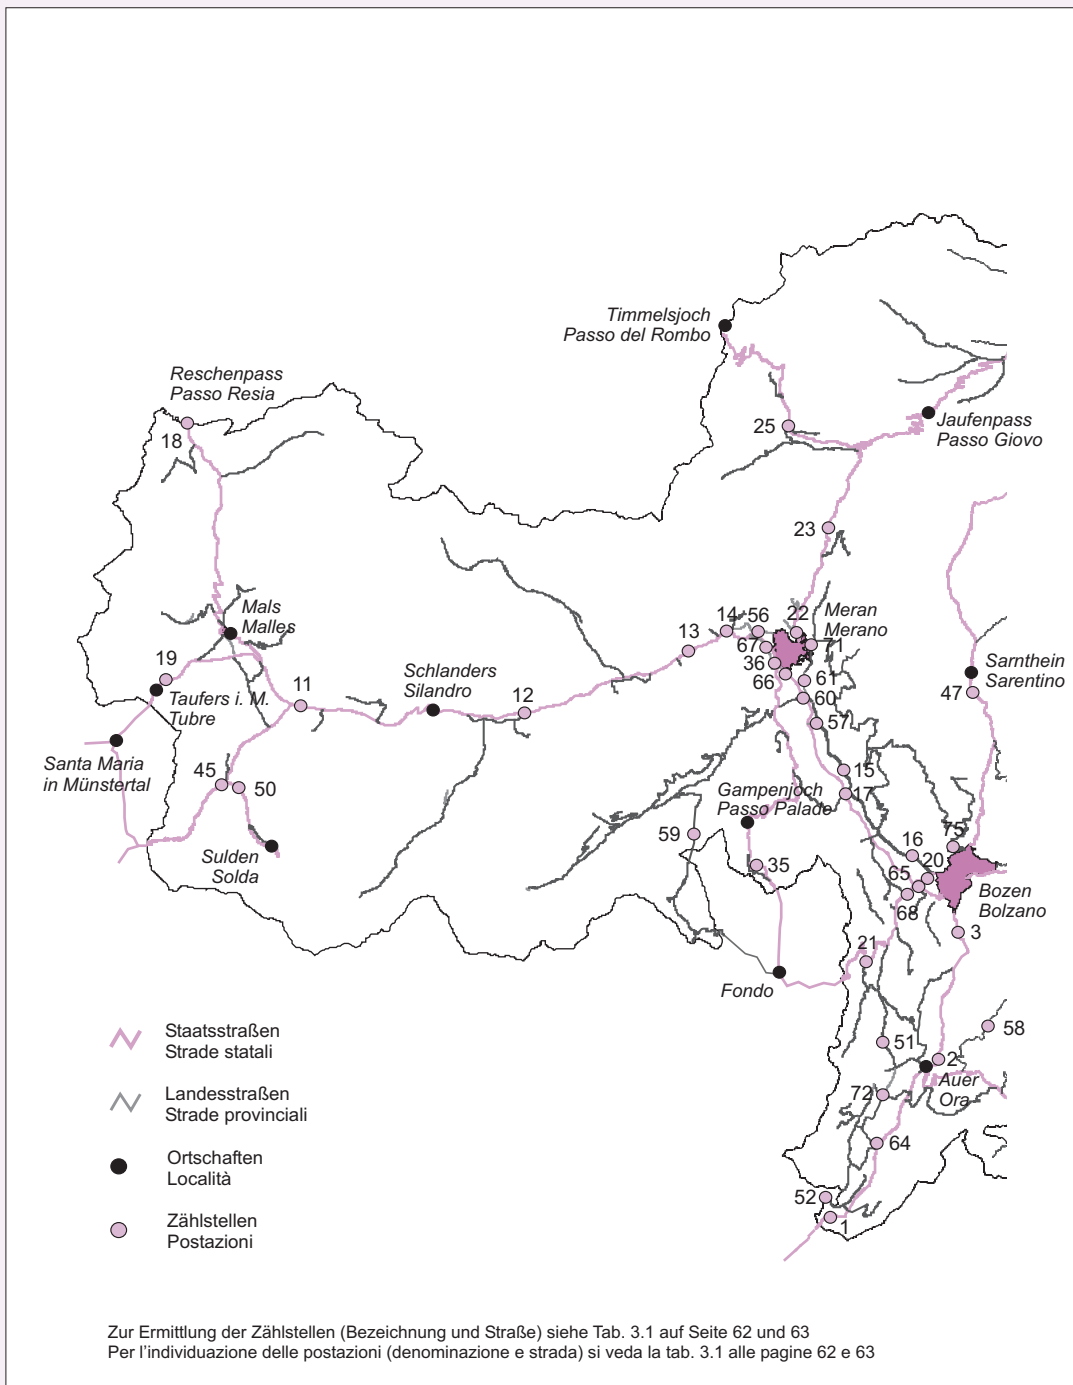 Timmelsjoch
Passo del Rombo
Reschenpass
Passo Resia
18
25
Jaufenpass
Passo Giovo
23
Mals
Malles
14
56
22
Meran
Merano
13
67
71
36
66
61
60
57
19
Taufers i. M.
Tubre
11
Schlanders
Silandro
12
Sarnthein
Sarentino
47
Santa Maria
in Münstertal
45
50
15
17
Gampenjoch
Passo Palade
59
16
75
20
65
68
Sulden
Solda
35
Bozen
Bolzano
3
21
Fondo
58
51
2
Auer
Ora
72
64
52
1
Staatsstraßen
Strade statali
Landesstraßen
Strade provinciali
Ortschaften
Località
Zählstellen
Postazioni
Zur Ermittlung der Zählstellen (Bezeichnung und Straße) siehe Tab. 3.1 auf Seite 62 und 63
Per l'individuazione delle postazioni (denominazione e strada) si veda la tab. 3.1 alle pagine 62 e 63